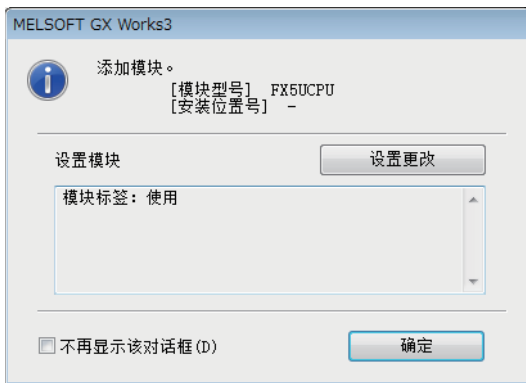 MELSOFT GX Works3
添加模块。
[模块型号] FX5UCPU
[安装位置号] -
设置模块
设置更改
模块标签: 使用
不再显示该对话框(D)
确定